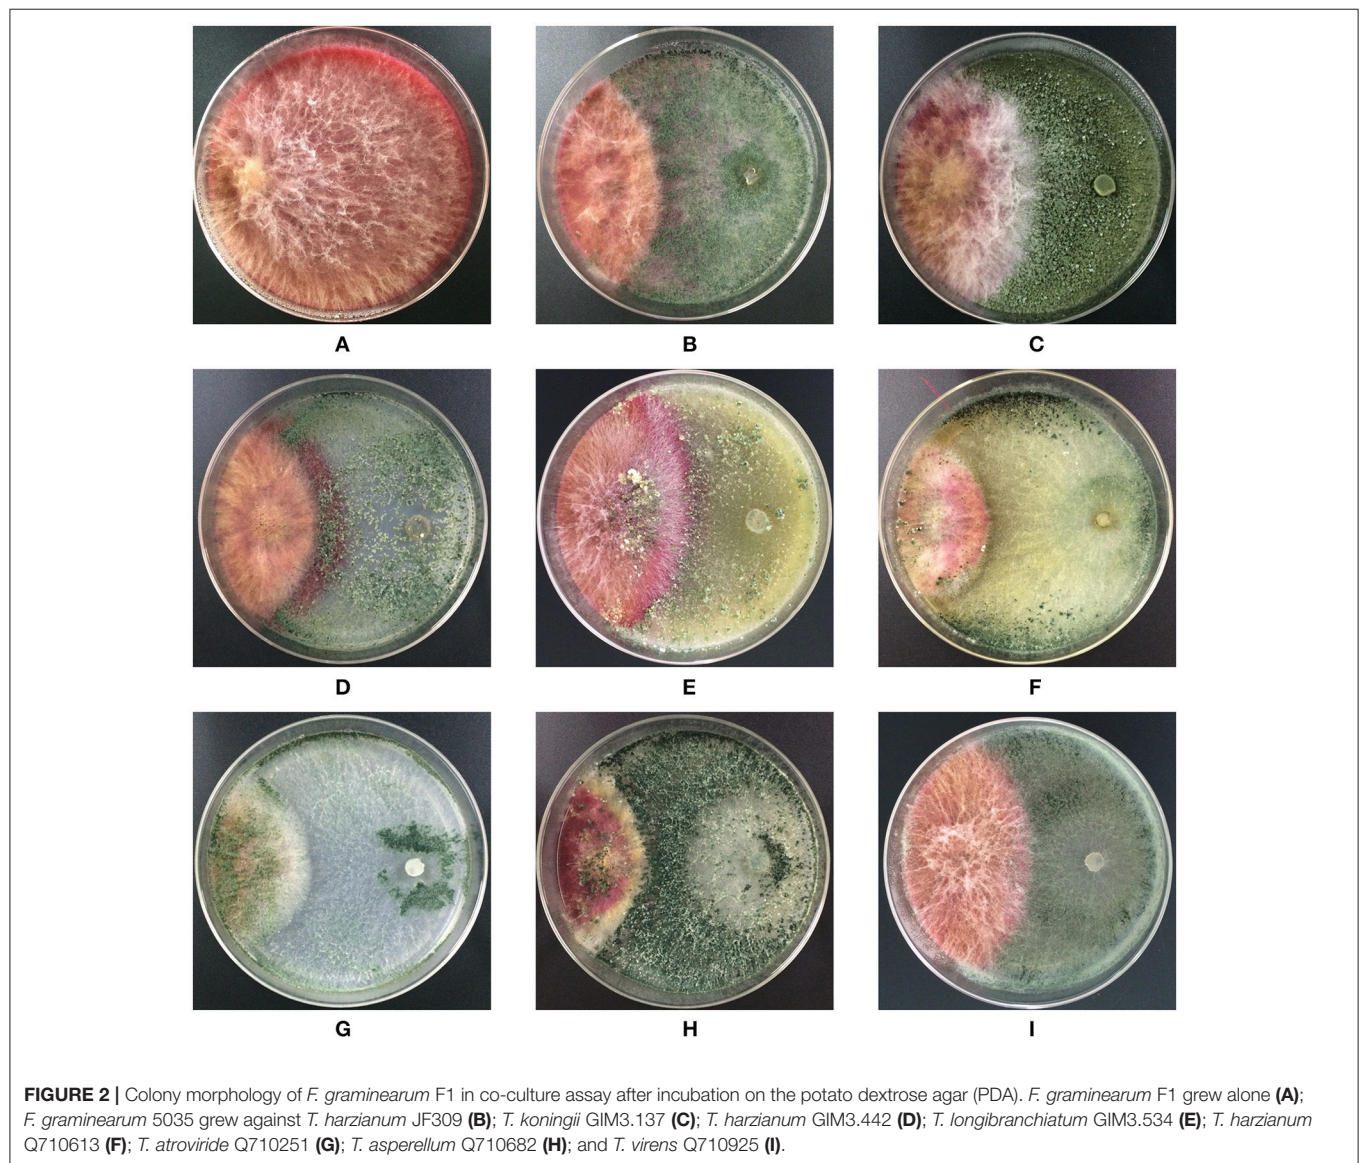 A
B
C
D
E
F
G
H
I
FIGURE 2 | Colony morphology of F. graminearum F1 in co-culture assay after incubation on the potato dextrose agar (PDA). F. graminearum F1 grew alone (A);
F. graminearum 5035 grew against T. harzianum JF309 (B); T. koningii GIM3.137 (C); T. harzianum GIM3.442 (D); T. longibranchiatum GIM3.534 (E); T. harzianum
Q710613 (F); T. atroviride Q710251 (G); T. asperellum Q710682 (H); and T. virens Q710925 (I).